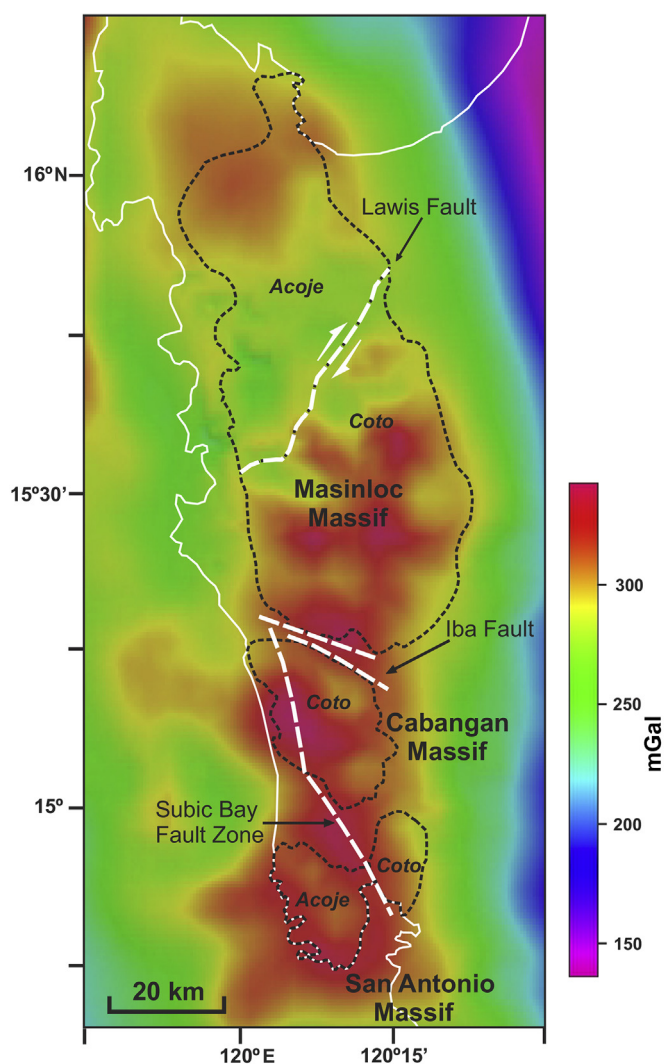 16ºN
Lawis Fault
Acoje
Coto
15º30'
Masinloc
Massif
300
Iba Fault
Coto
250
Cabangan
Massif
mGal
15º
Subic Bay
Fault Zone
200
Coto
Acoje
150
San Antonio
Massif
20 km
120º E
120º15'